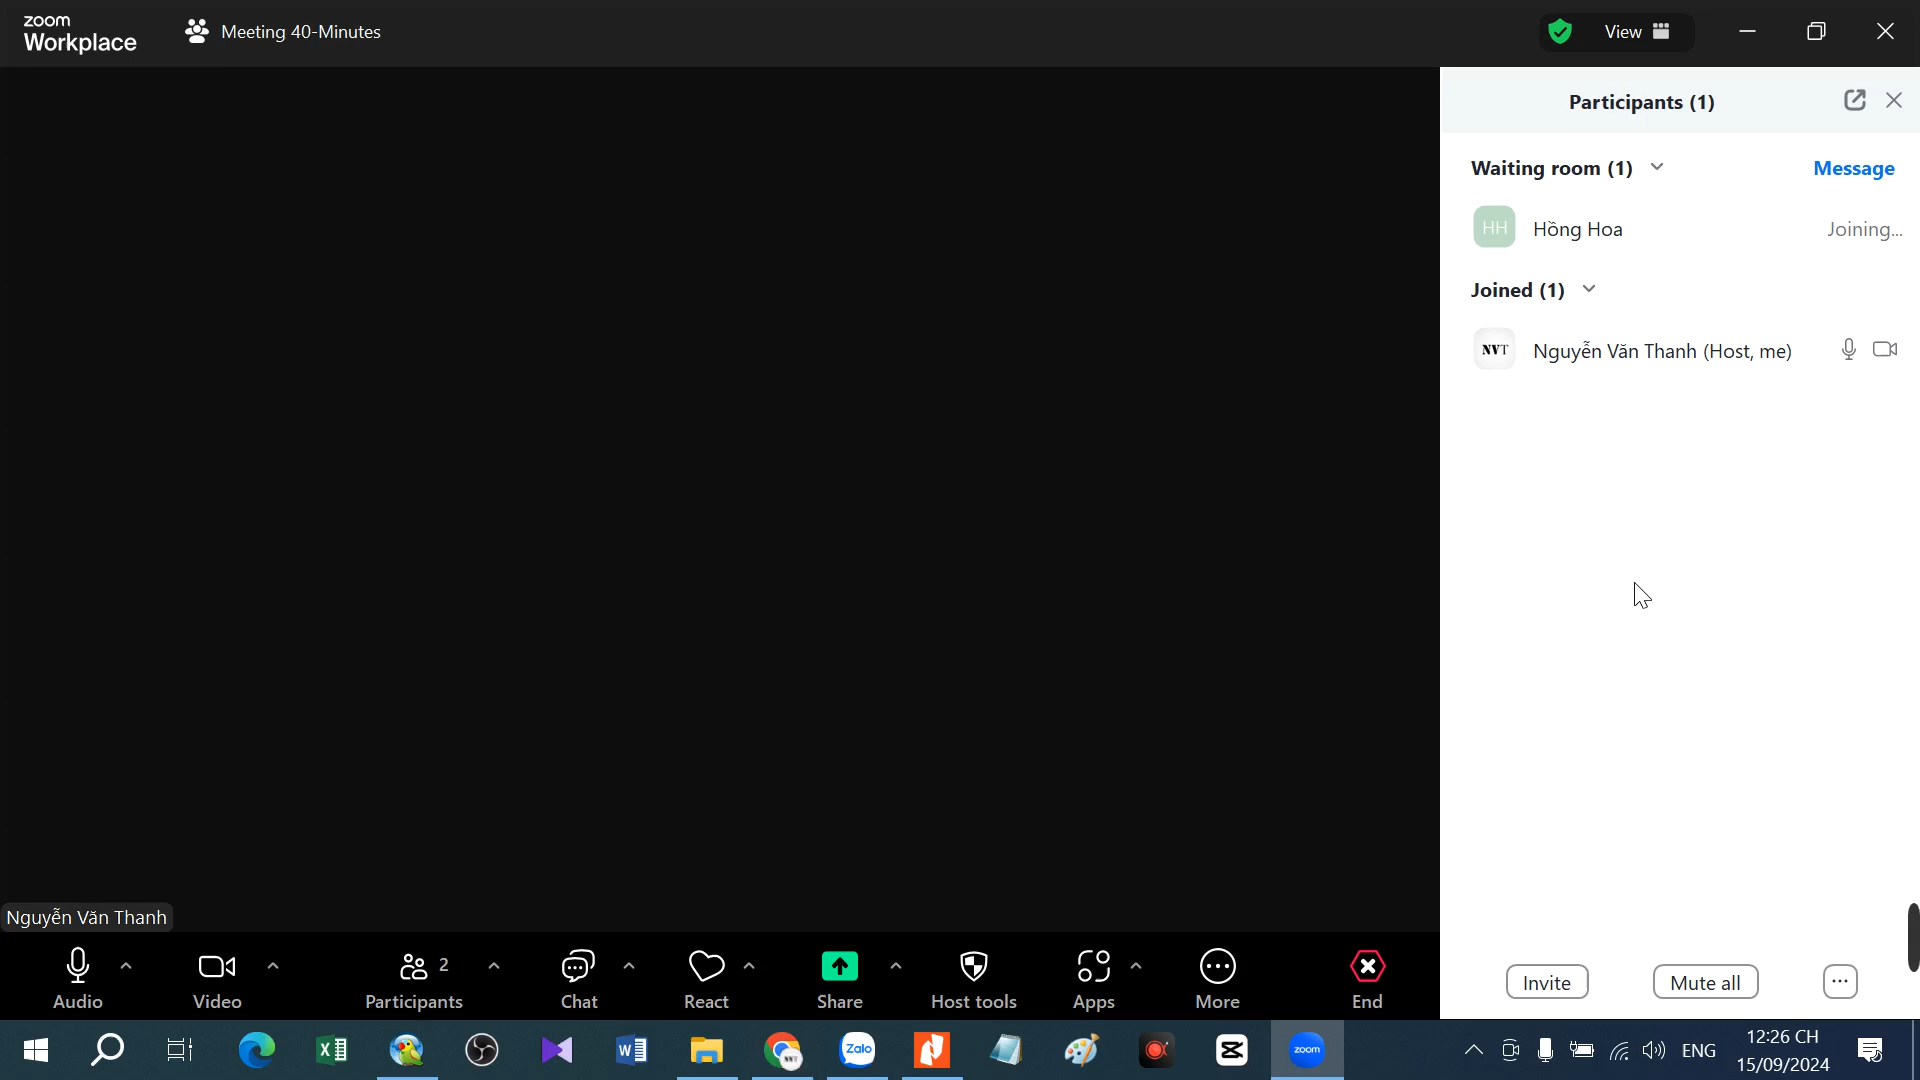 zoom
Workplace
Meeting 40-Minutes
View
Participants (1)
Waiting room (1)
Message
HH
Hồng Hoa
Joining...
Joined (1)
NVT
Nguyễn Văn Thanh (Host, me)
Nguyễn Văn Thanh
2
Audio
Video
Participants
Chat
React
Share
Host tools
Apps
More
End
Invite
Mute all
Zalo
zoom
ENG
12:26 CH
15/09/2024